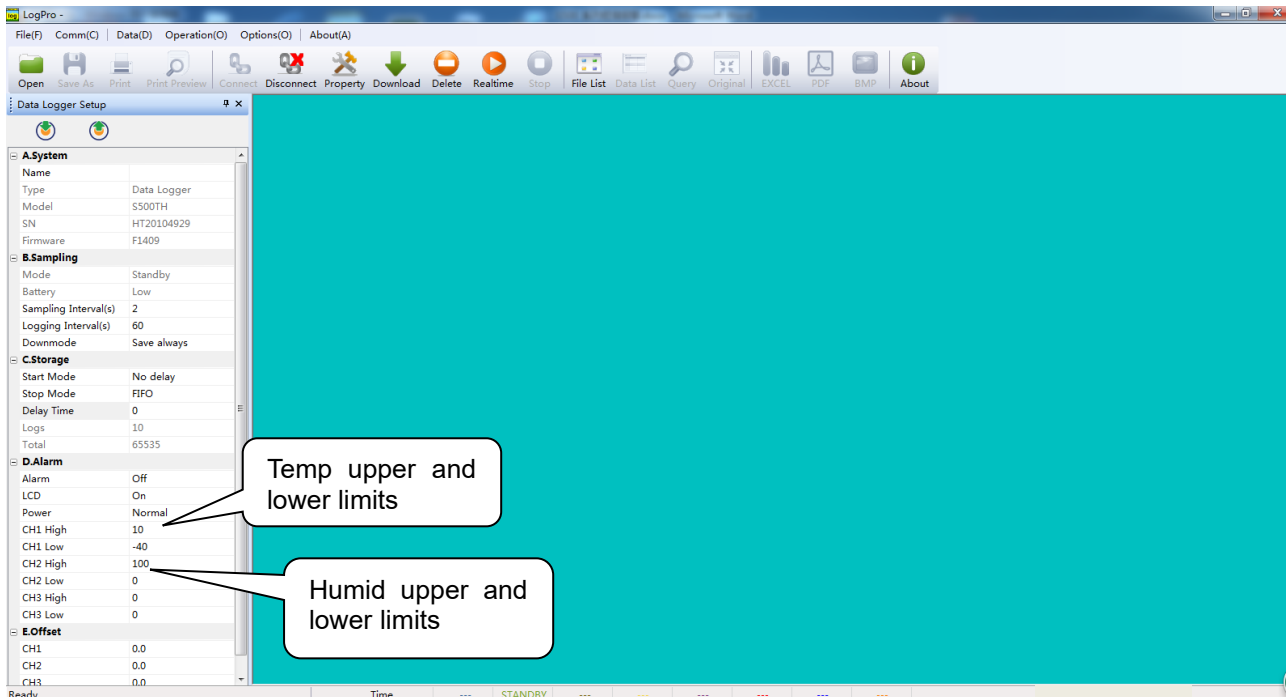 LogPro -
File(F) Comm(C) Data(D) Operation(O) Options(O) About(A)
Open Save As Print Print Preview Connect Disconnect Property Download Delete Realtime Stop File List Data List Query Original EXCEL PDF BMP About
Data Logger Setup
A.System
Name
Type Data Logger
Model S500TH
SN HT20104929
Firmware F1409
B.Sampling
Mode Standby
Battery Low
Sampling Interval(s) 2
Logging Interval(s) 60
Downmode Save always
C.Storage
Start Mode No delay
Stop Mode FIFO
Delay Time 0
Logs 10
Total 65535
D.Alarm
Alarm Off
LCD On
Power Normal
CH1 High 10
CH1 Low -40
CH2 High 100
CH2 Low 0
CH3 High 0
CH3 Low 0
E.Offset
CH1 0.0
CH2 0.0
CH3 0.0
Temp upper and
lower limits
Humid upper and
lower limits
Ready Time --- STANDBY --- --- --- --- --- ---